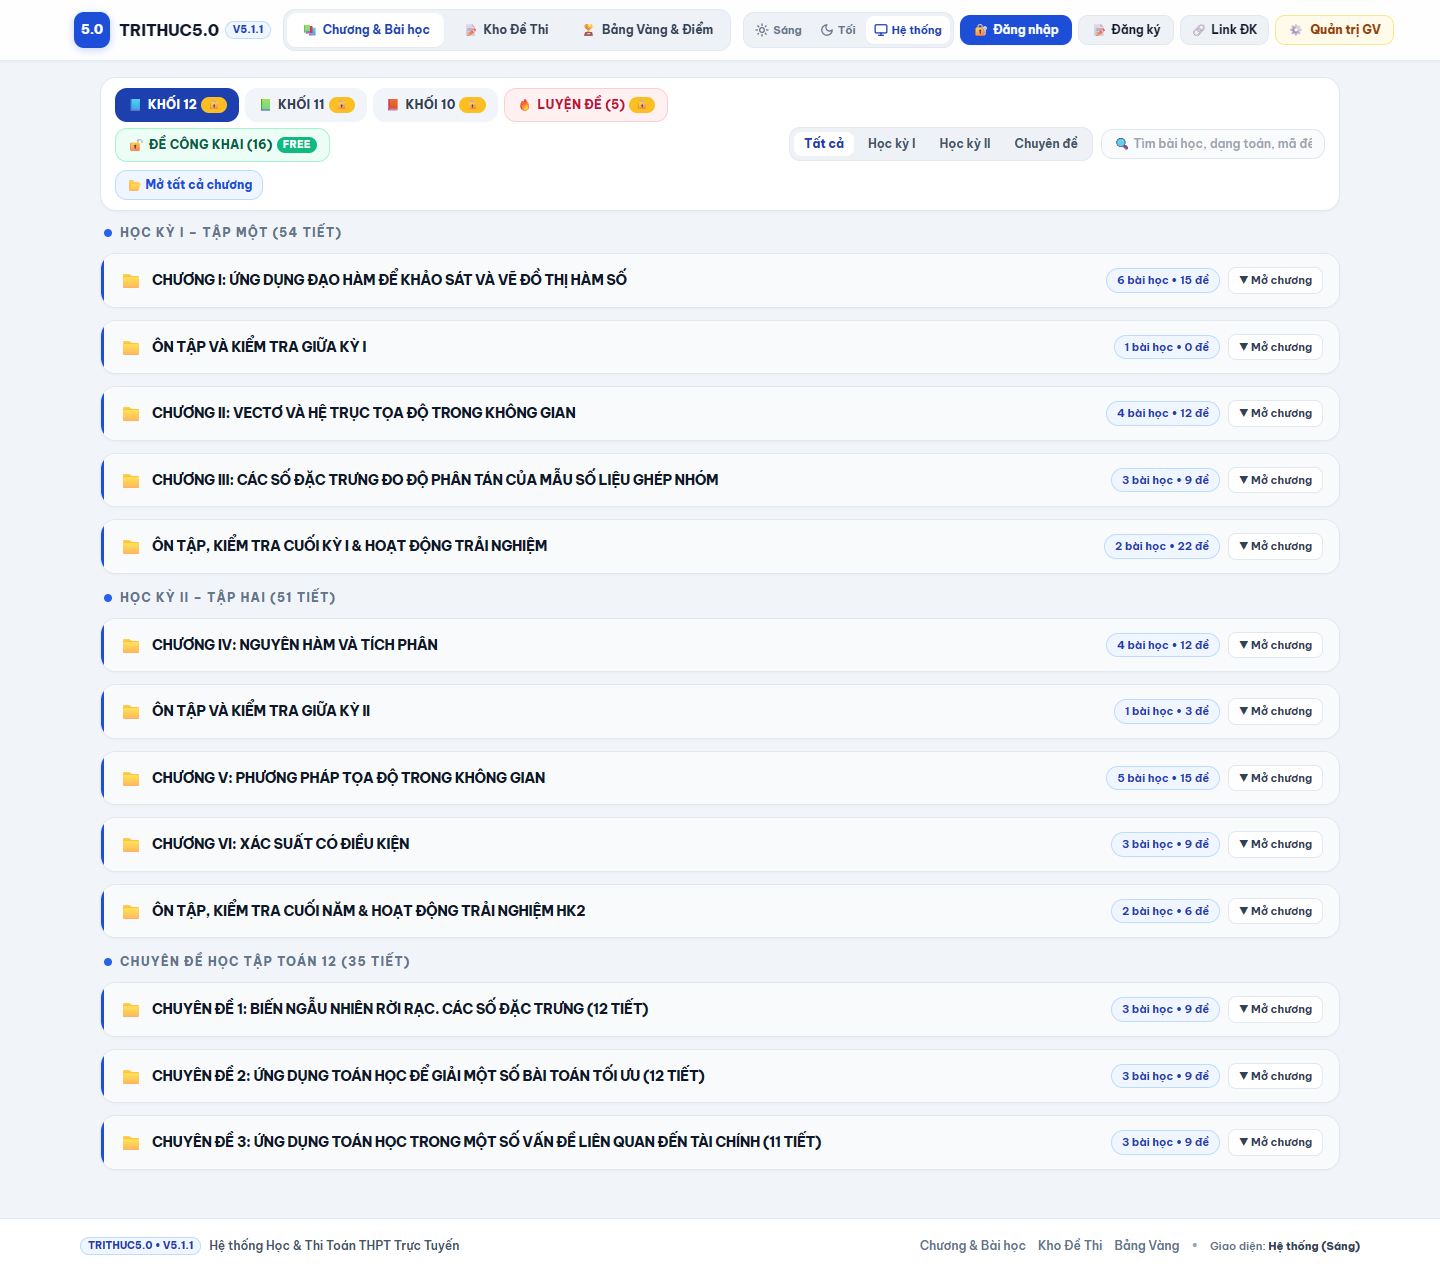 5.0 TRITHUC5.0 V5.1.1 Chương & Bài học Kho Đề Thi Bảng Vàng & Điểm Sáng Tối Hệ thống Đăng nhập Đăng ký Link ĐK Quản trị GV
KHỐI 12 KHỐI 11 KHỐI 10 LUYỆN ĐỀ (5)
ĐỀ CÔNG KHAI (16) FREE Tất cả Học kỳ I Học kỳ II Chuyên đề Tìm bài học, dạng toán, mã đề
Mở tất cả chương
HỌC KỲ I – TẬP MỘT (54 TIẾT)
CHƯƠNG I: ỨNG DỤNG ĐẠO HÀM ĐỂ KHẢO SÁT VÀ VẼ ĐỒ THỊ HÀM SỐ 6 bài học • 15 đề ▼ Mở chương
ÔN TẬP VÀ KIỂM TRA GIỮA KỲ I 1 bài học • 0 đề ▼ Mở chương
CHƯƠNG II: VECTƠ VÀ HỆ TRỤC TỌA ĐỘ TRONG KHÔNG GIAN 4 bài học • 12 đề ▼ Mở chương
CHƯƠNG III: CÁC SỐ ĐẶC TRƯNG ĐO ĐỘ PHÂN TÁN CỦA MẪU SỐ LIỆU GHÉP NHÓM 3 bài học • 9 đề ▼ Mở chương
ÔN TẬP, KIỂM TRA CUỐI KỲ I & HOẠT ĐỘNG TRẢI NGHIỆM 2 bài học • 22 đề ▼ Mở chương
HỌC KỲ II – TẬP HAI (51 TIẾT)
CHƯƠNG IV: NGUYÊN HÀM VÀ TÍCH PHÂN 4 bài học • 12 đề ▼ Mở chương
ÔN TẬP VÀ KIỂM TRA GIỮA KỲ II 1 bài học • 3 đề ▼ Mở chương
CHƯƠNG V: PHƯƠNG PHÁP TỌA ĐỘ TRONG KHÔNG GIAN 5 bài học • 15 đề ▼ Mở chương
CHƯƠNG VI: XÁC SUẤT CÓ ĐIỀU KIỆN 3 bài học • 9 đề ▼ Mở chương
ÔN TẬP, KIỂM TRA CUỐI NĂM & HOẠT ĐỘNG TRẢI NGHIỆM HK2 2 bài học • 6 đề ▼ Mở chương
CHUYÊN ĐỀ HỌC TẬP TOÁN 12 (35 TIẾT)
CHUYÊN ĐỀ 1: BIẾN NGẪU NHIÊN RỜI RẠC. CÁC SỐ ĐẶC TRƯNG (12 TIẾT) 3 bài học • 9 đề ▼ Mở chương
CHUYÊN ĐỀ 2: ỨNG DỤNG TOÁN HỌC ĐỂ GIẢI MỘT SỐ BÀI TOÁN TỐI ƯU (12 TIẾT) 3 bài học • 9 đề ▼ Mở chương
CHUYÊN ĐỀ 3: ỨNG DỤNG TOÁN HỌC TRONG MỘT SỐ VẤN ĐỀ LIÊN QUAN ĐẾN TÀI CHÍNH (11 TIẾT) 3 bài học • 9 đề ▼ Mở chương
TRITHUC5.0 • V5.1.1 Hệ thống Học & Thi Toán THPT Trực Tuyến Chương & Bài học Kho Đề Thi Bảng Vàng • Giao diện: Hệ thống (Sáng)